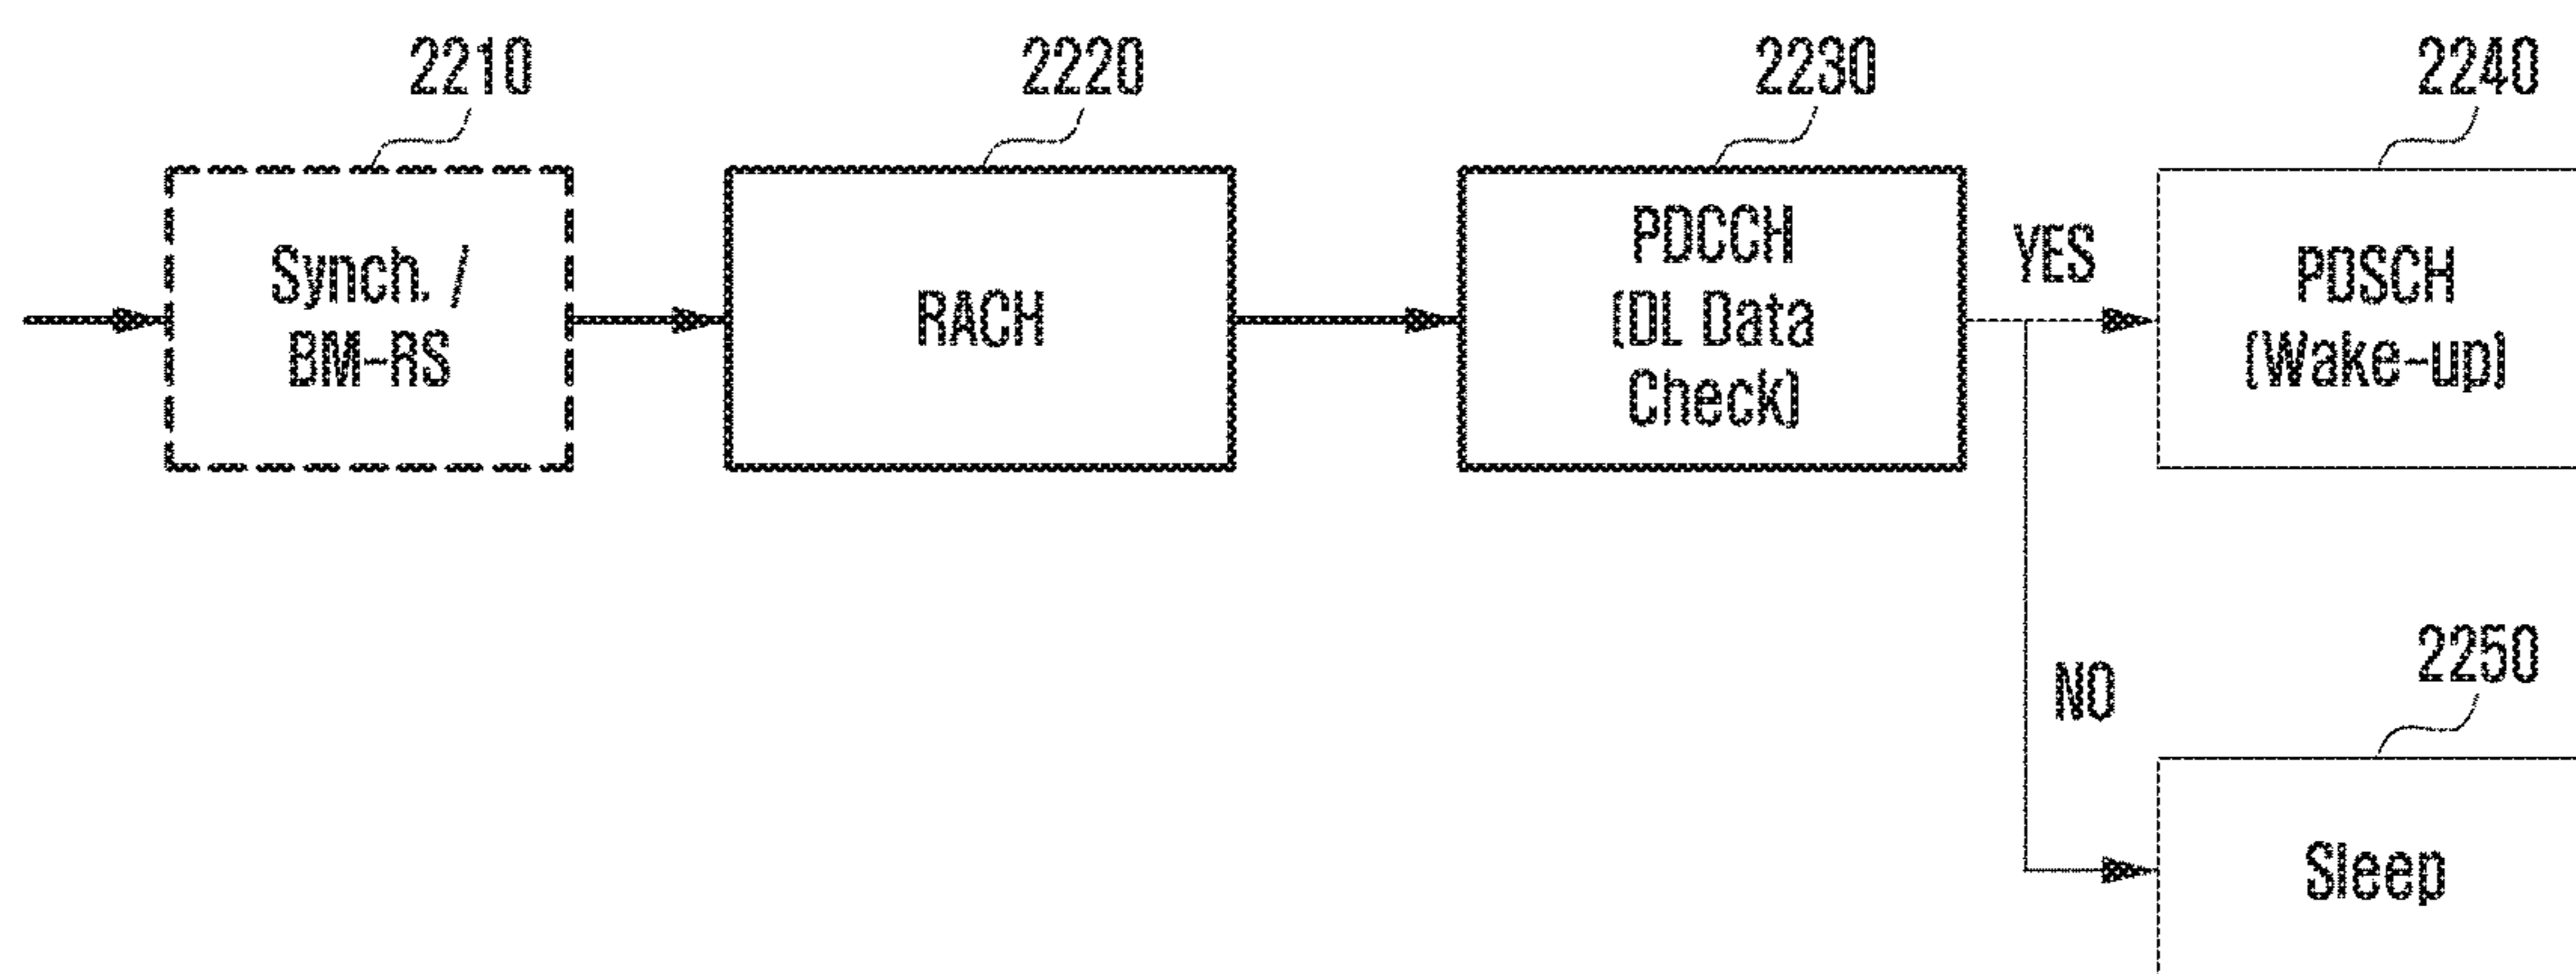 2210
2220
2230
2240
Synch. /
BM-RS
RACH
PDCCH
(DL Data
Check)
YES
PDSCH
(Wake-up)
NO
2250
Sleep